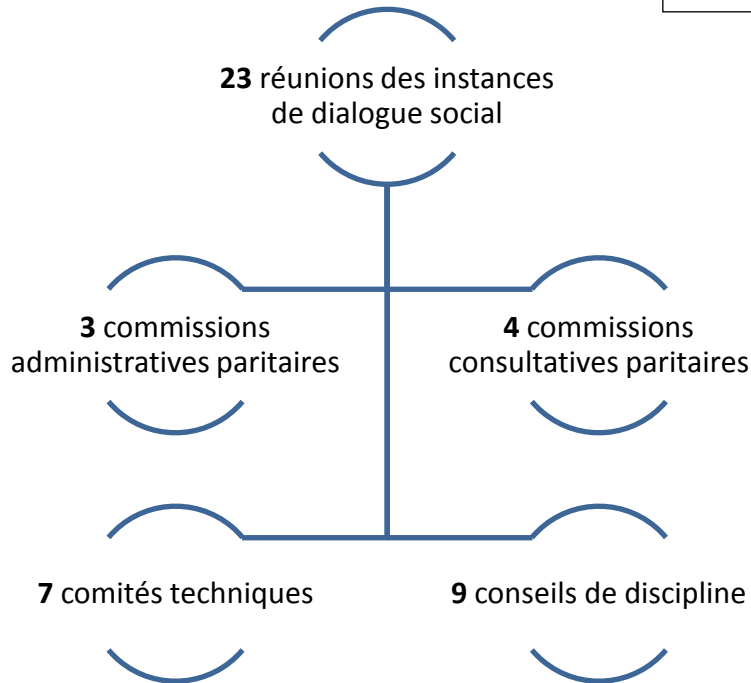 23 réunions des instances
de dialogue social
3 commissions
administratives paritaires
4 commissions
consultatives paritaires
7 comités techniques
9 conseils de discipline